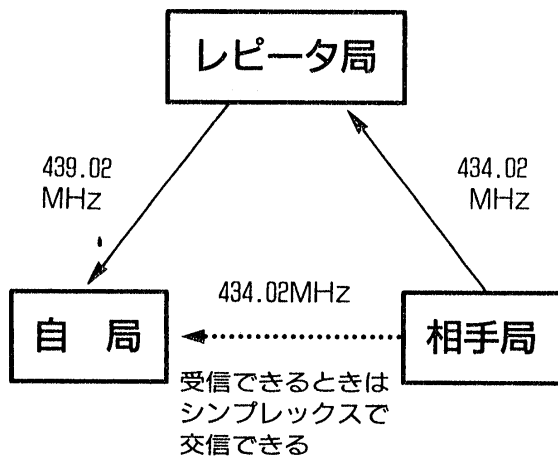 レピータ局
439.02
MHz
434.02
MHz
434.02MHz
自 局
相手局
受信できるときは
シンプレックスで
交信できる